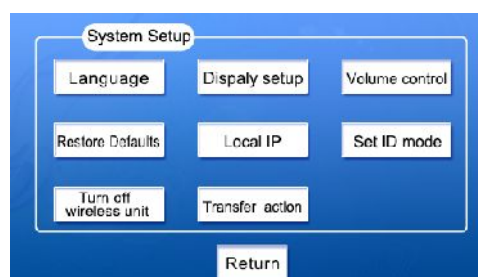 System Setup
Language
Dispaly setup
Volume control
Restore Defaults
Local IP
Set ID mode
Turn off
wireless unit
Transfer action
Return